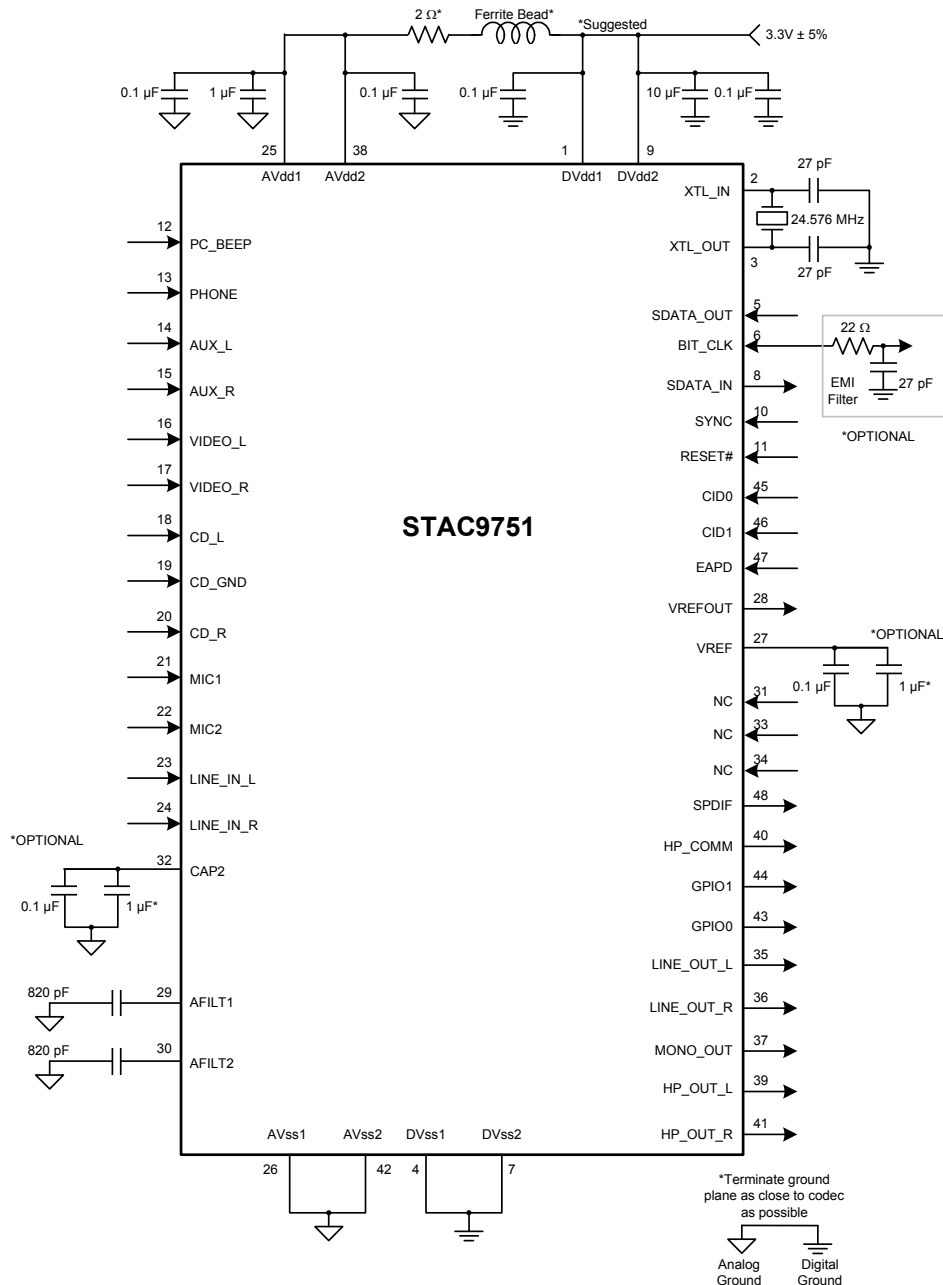 2 Ω*
Ferrite Bead*
*Suggested
3.3V ± 5%
0.1 µF
1 µF
0.1 µF
0.1 µF
10 µF
0.1 µF
25
38
1
9
AVdd1
AVdd2
DVdd1
DVdd2
27 pF
2
XTL_IN
24.576 MHz
XTL_OUT
3
27 pF
12
PC_BEEP
13
PHONE
14
AUX_L
15
AUX_R
16
VIDEO_L
17
VIDEO_R
18
CD_L
19
CD_GND
20
CD_R
21
MIC1
22
MIC2
23
LINE_IN_L
24
LINE_IN_R
*OPTIONAL
32
CAP2
0.1 µF
1 µF*
820 pF
29
AFILT1
820 pF
30
AFILT2
STAC9751
5
SDATA_OUT
6
BIT_CLK
22 Ω
EMI
Filter
27 pF
*OPTIONAL
8
SDATA_IN
10
SYNC
11
RESET#
45
CID0
46
CID1
47
EAPD
28
VREFOUT
27
VREF
*OPTIONAL
0.1 µF
1 µF*
31
NC
33
NC
34
NC
48
SPDIF
40
HP_COMM
44
GPIO1
43
GPIO0
35
LINE_OUT_L
36
LINE_OUT_R
37
MONO_OUT
39
HP_OUT_L
41
HP_OUT_R
AVss1
AVss2
DVss1
DVss2
26
42
4
7
*Terminate ground
plane as close to codec
as possible
Analog
Ground
Digital
Ground